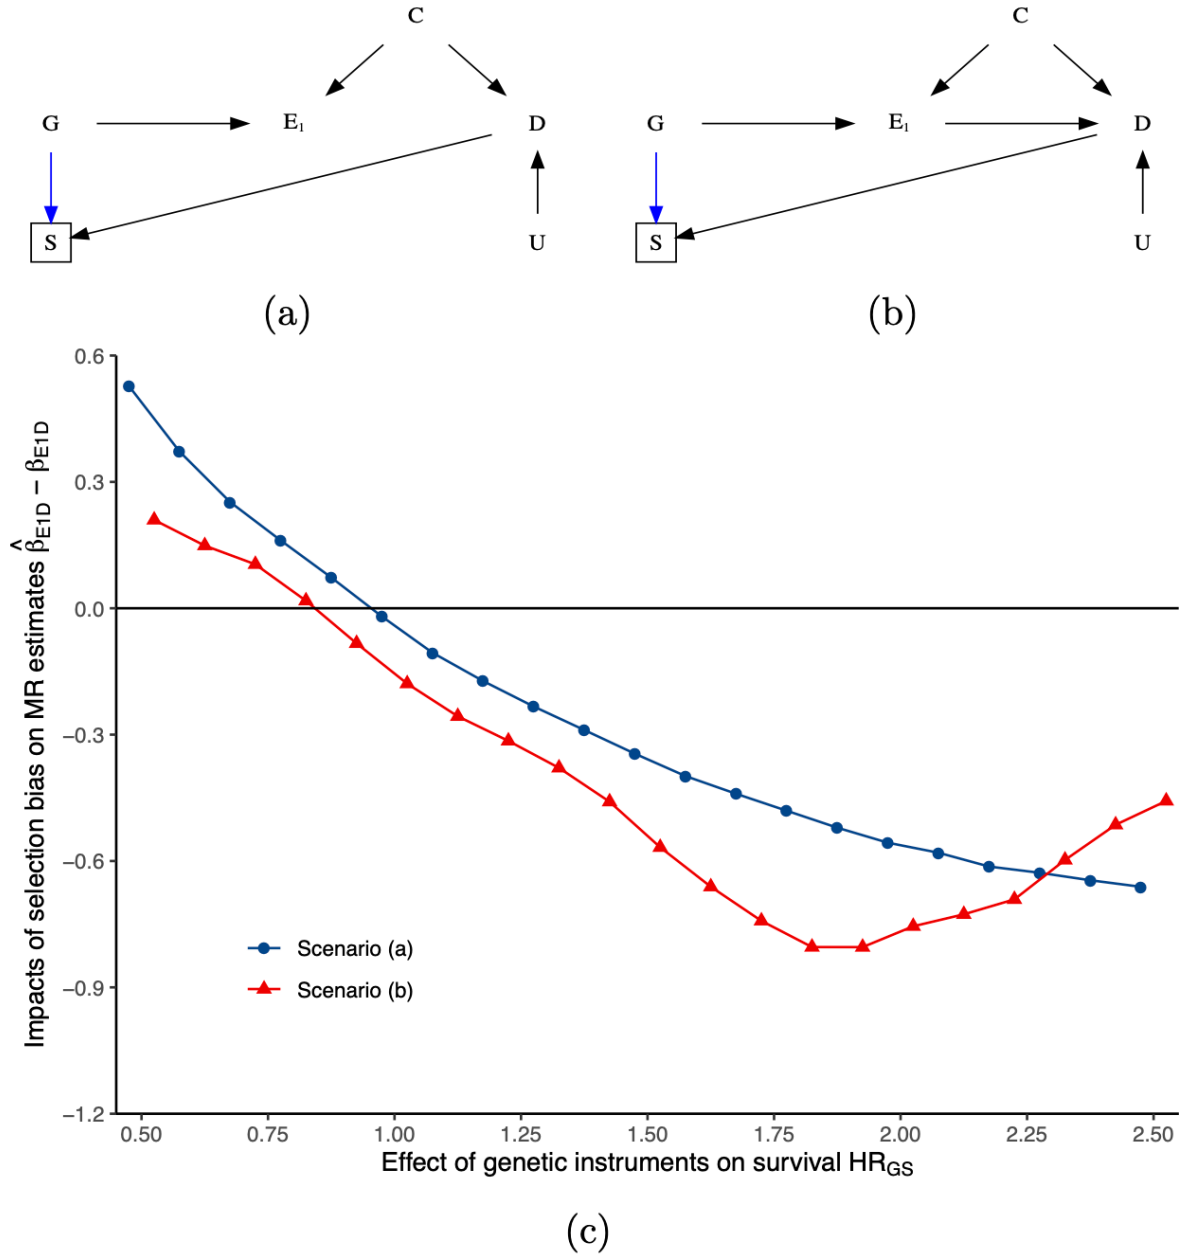 C C
G E₁ D G E₁ D
S U S U
(a) (b)
0.6
0.3
0.0
−0.3
−0.6
−0.9
−1.2
Impacts of selection bias on MR estimates β̂E1D − βE1D
Scenario (a)
Scenario (b)
0.50 0.75 1.00 1.25 1.50 1.75 2.00 2.25 2.50
Effect of genetic instruments on survival HRGS
(c)